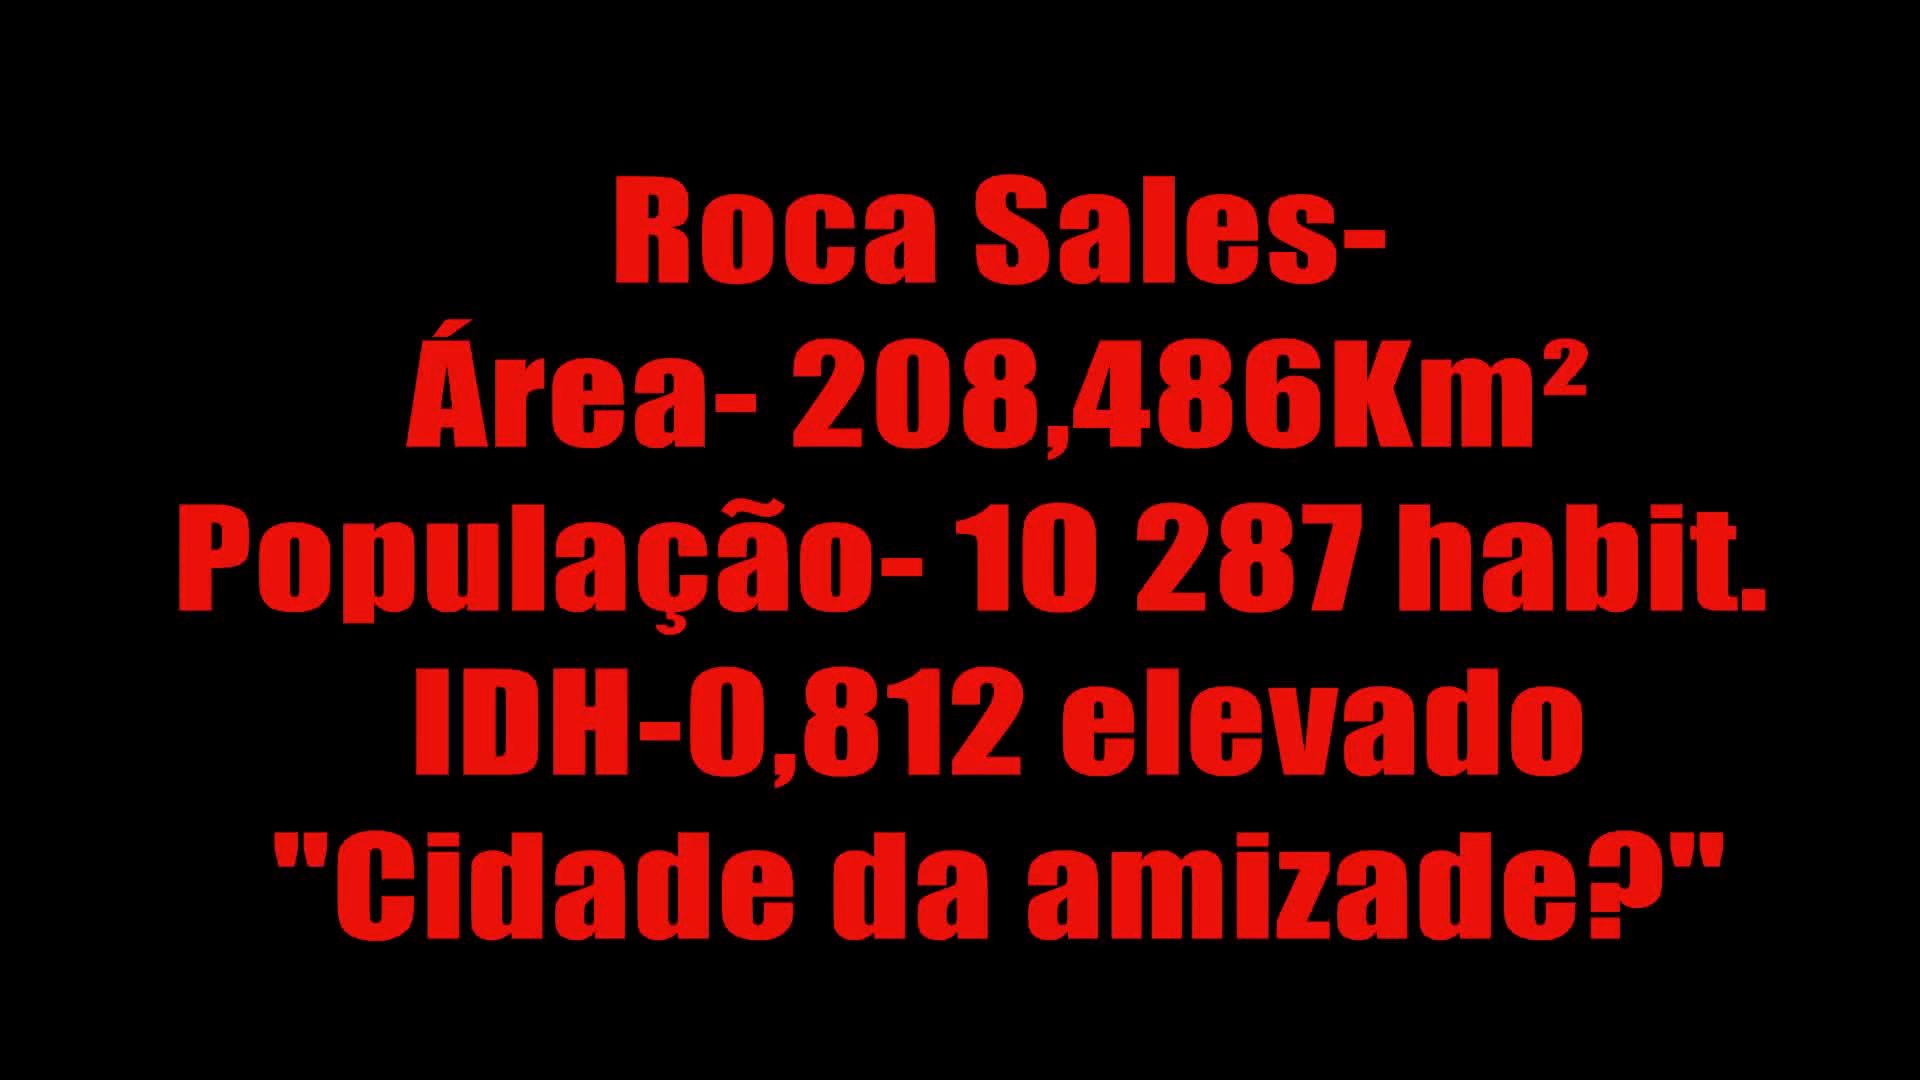 Roca Sales-
Área- 208,486Km²
População- 10 287 habit.
IDH-0,812 elevado
"Cidade da amizade?"